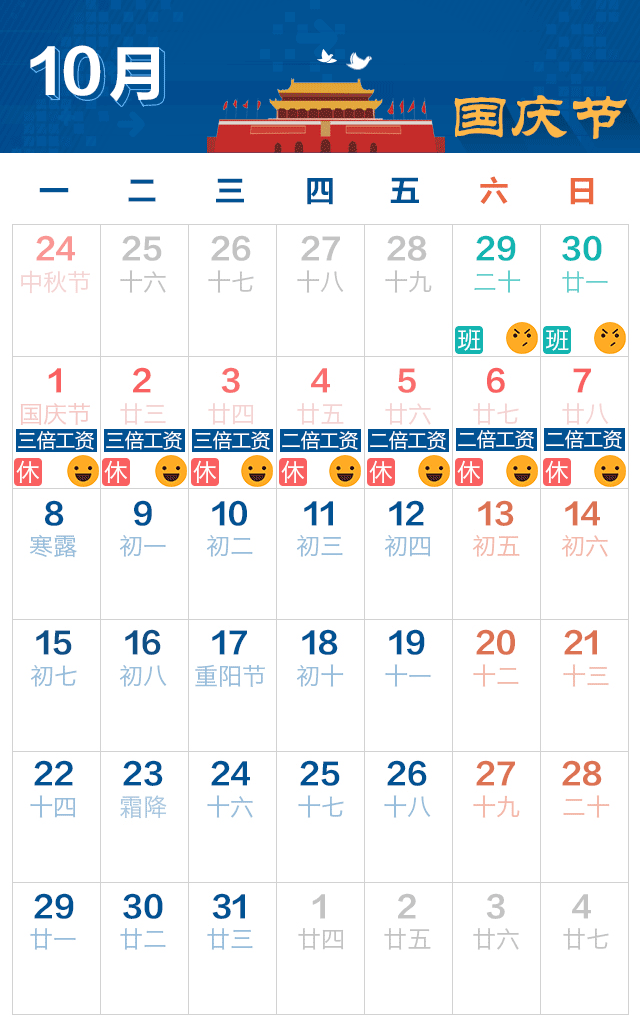 10月
国庆节
一 二 三 四 五 六 日
24 25 26 27 28 29 30
中秋节 十六 十七 十八 十九 二十 廿一
班 班
1 2 3 4 5 6 7
国庆节 廿三 廿四 廿五 廿六 廿七 廿八
三倍工资 三倍工资 三倍工资 二倍工资 二倍工资 二倍工资 二倍工资
休 休 休 休 休 休 休
8 9 10 11 12 13 14
寒露 初一 初二 初三 初四 初五 初六
15 16 17 18 19 20 21
初七 初八 重阳节 初十 十一 十二 十三
22 23 24 25 26 27 28
十四 霜降 十六 十七 十八 十九 二十
29 30 31 1 2 3 4
廿一 廿二 廿三 廿四 廿五 廿六 廿七